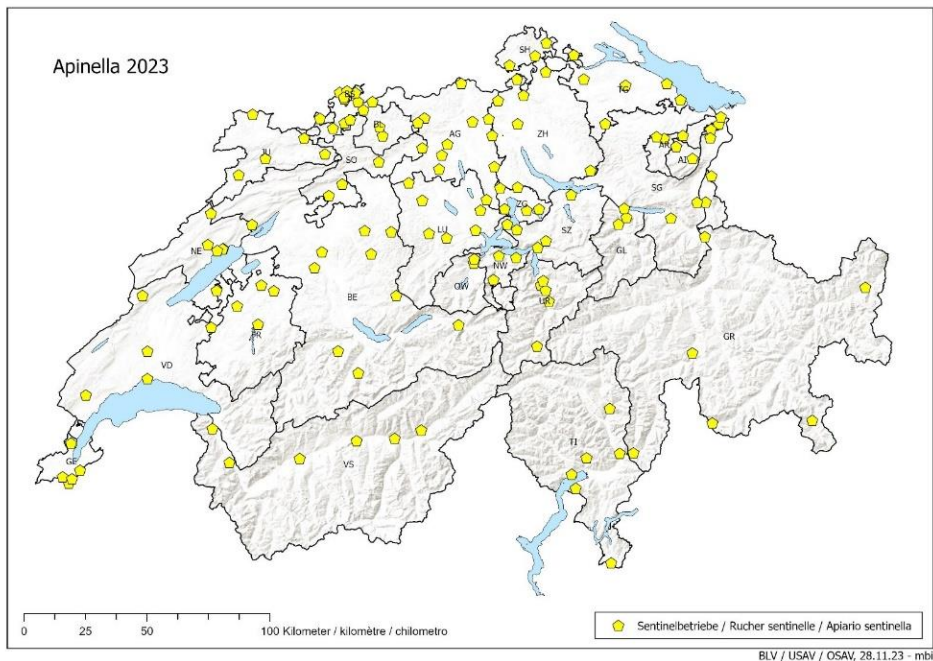 Apinella 2023
SH
BS
TG
BL
AG
ZH
AR
JU
SO
AI
SG
ZG
LU
SZ
NE
GL
NW
OW
BE
UR
FR
GR
VD
TI
VS
GE
0 25 50 100 Kilometer / kilomètre / chilometro
Sentinelbetriebe / Rucher sentinelle / Apiario sentinella
BLV / USAV / OSAV, 28.11.23 - mbi